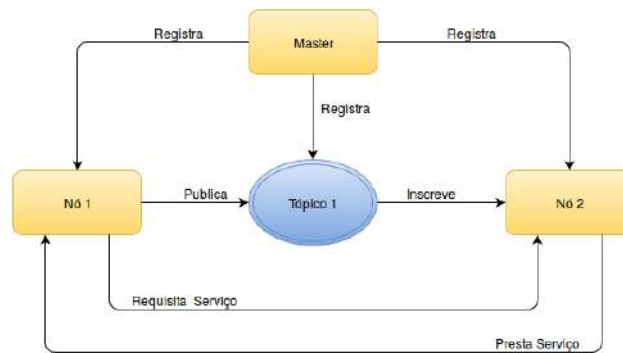 Registra
Master
Registra
Registra
Nó 1
Publica
Tópico 1
Inscreve
Nó 2
Requisita Serviço
Presta Serviço